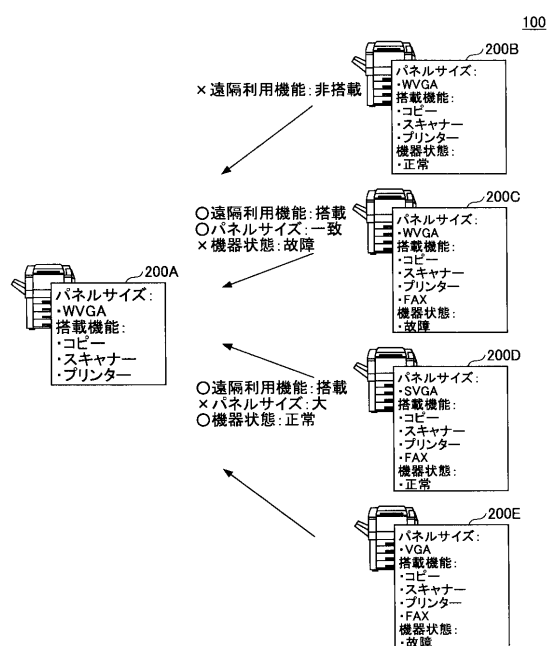 100
200B
パネルサイズ:
・WVGA
搭載機能:
・コピー
・スキャナー
・プリンター
機器状態:
・正常
×遠隔利用機能:非搭載
200C
パネルサイズ:
・WVGA
搭載機能:
・コピー
・スキャナー
・プリンター
・FAX
機器状態:
・故障
○遠隔利用機能:搭載
○パネルサイズ:一致
×機器状態:故障
200A
パネルサイズ:
・WVGA
搭載機能:
・コピー
・スキャナー
・プリンター
200D
パネルサイズ:
・SVGA
搭載機能:
・コピー
・スキャナー
・プリンター
・FAX
機器状態:
・正常
○遠隔利用機能:搭載
×パネルサイズ:大
○機器状態:正常
200E
パネルサイズ:
・VGA
搭載機能:
・コピー
・スキャナー
・プリンター
・FAX
機器状態:
・故障